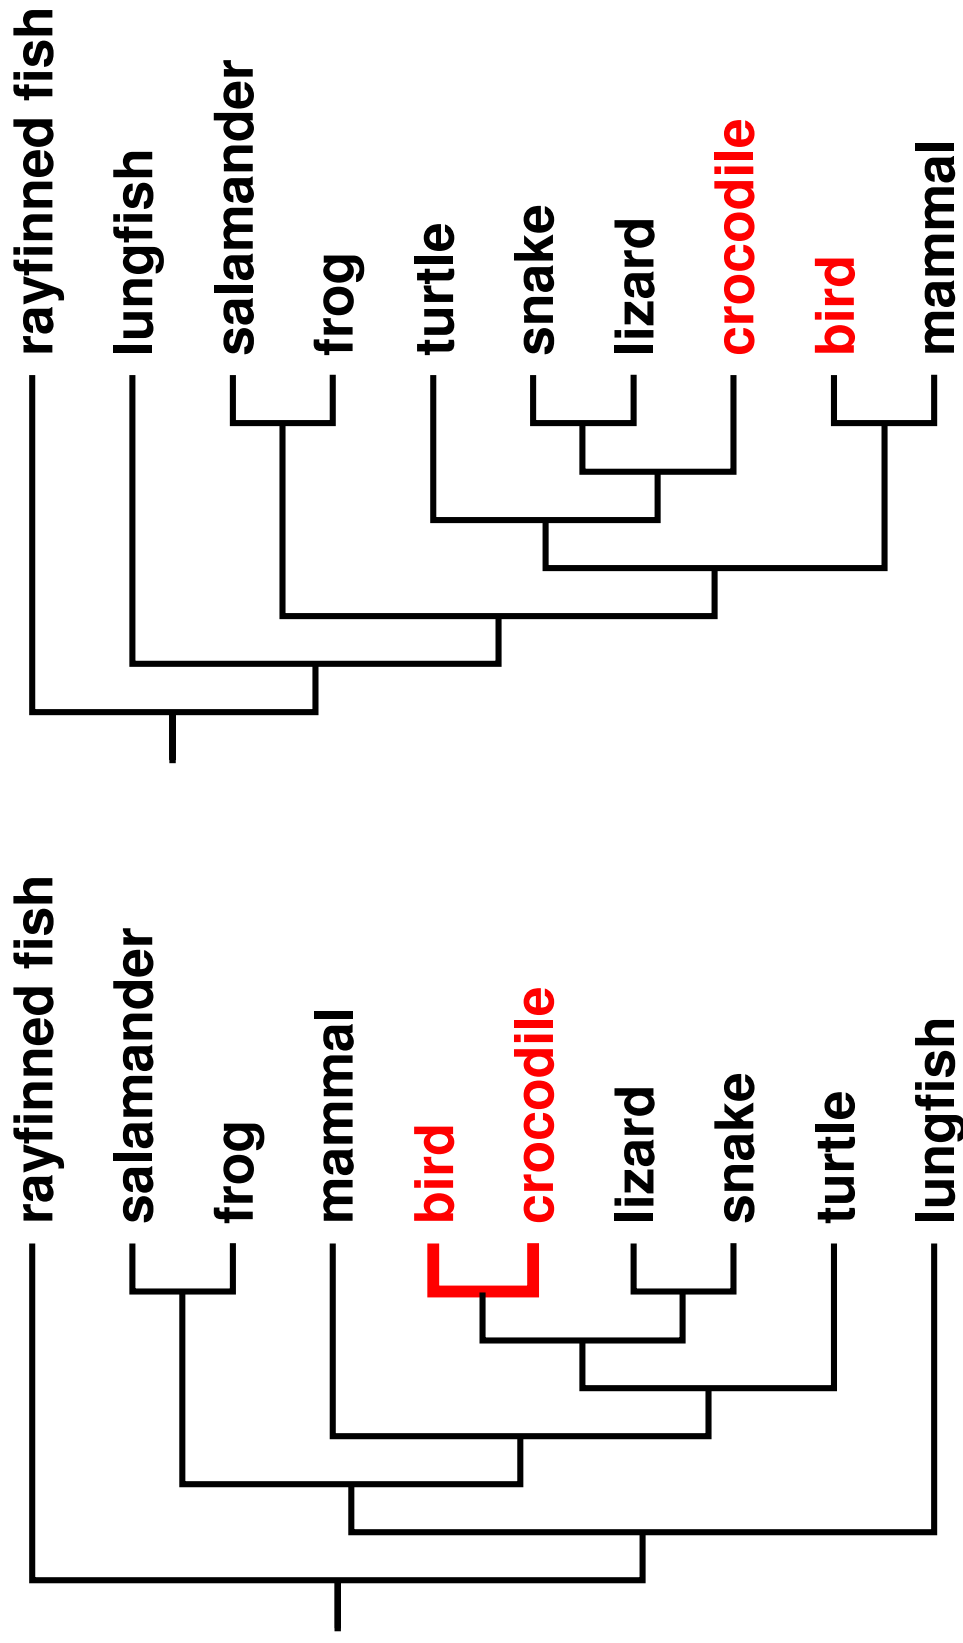 rayfinned fish
lungfish
salamander
frog
turtle
snake
lizard
crocodile
bird
mammal
rayfinned fish
salamander
frog
mammal
bird
crocodile
lizard
snake
turtle
lungfish